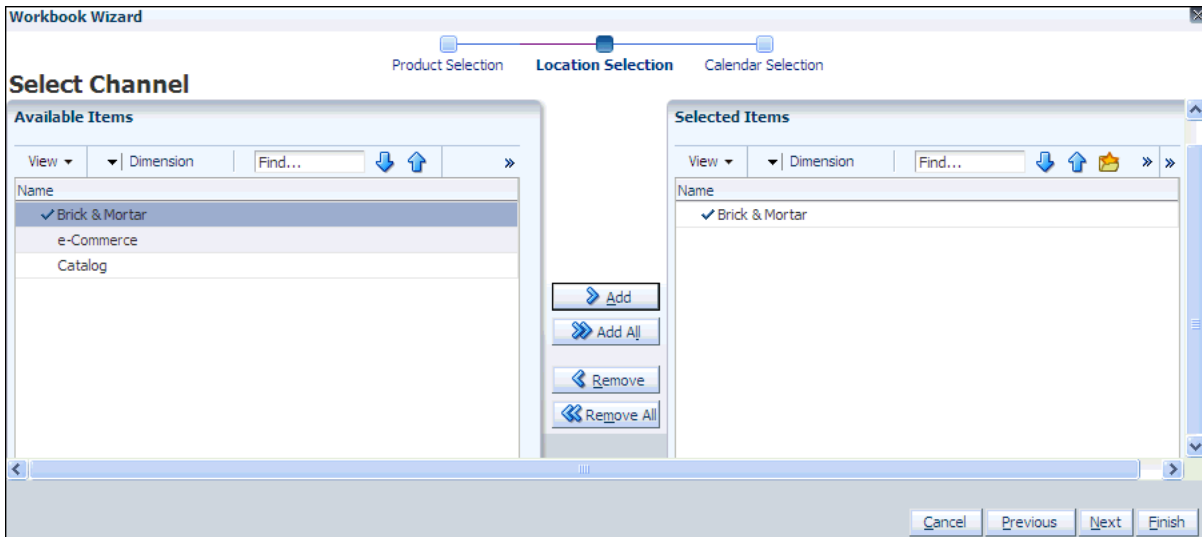 Workbook Wizard
Product Selection
Location Selection
Calendar Selection
Select Channel
Available Items
View
Dimension
Find...
Name
Brick & Mortar
e-Commerce
Catalog
Add
Add All
Remove
Remove All
Selected Items
View
Dimension
Find...
Name
Brick & Mortar
Cancel
Previous
Next
Finish